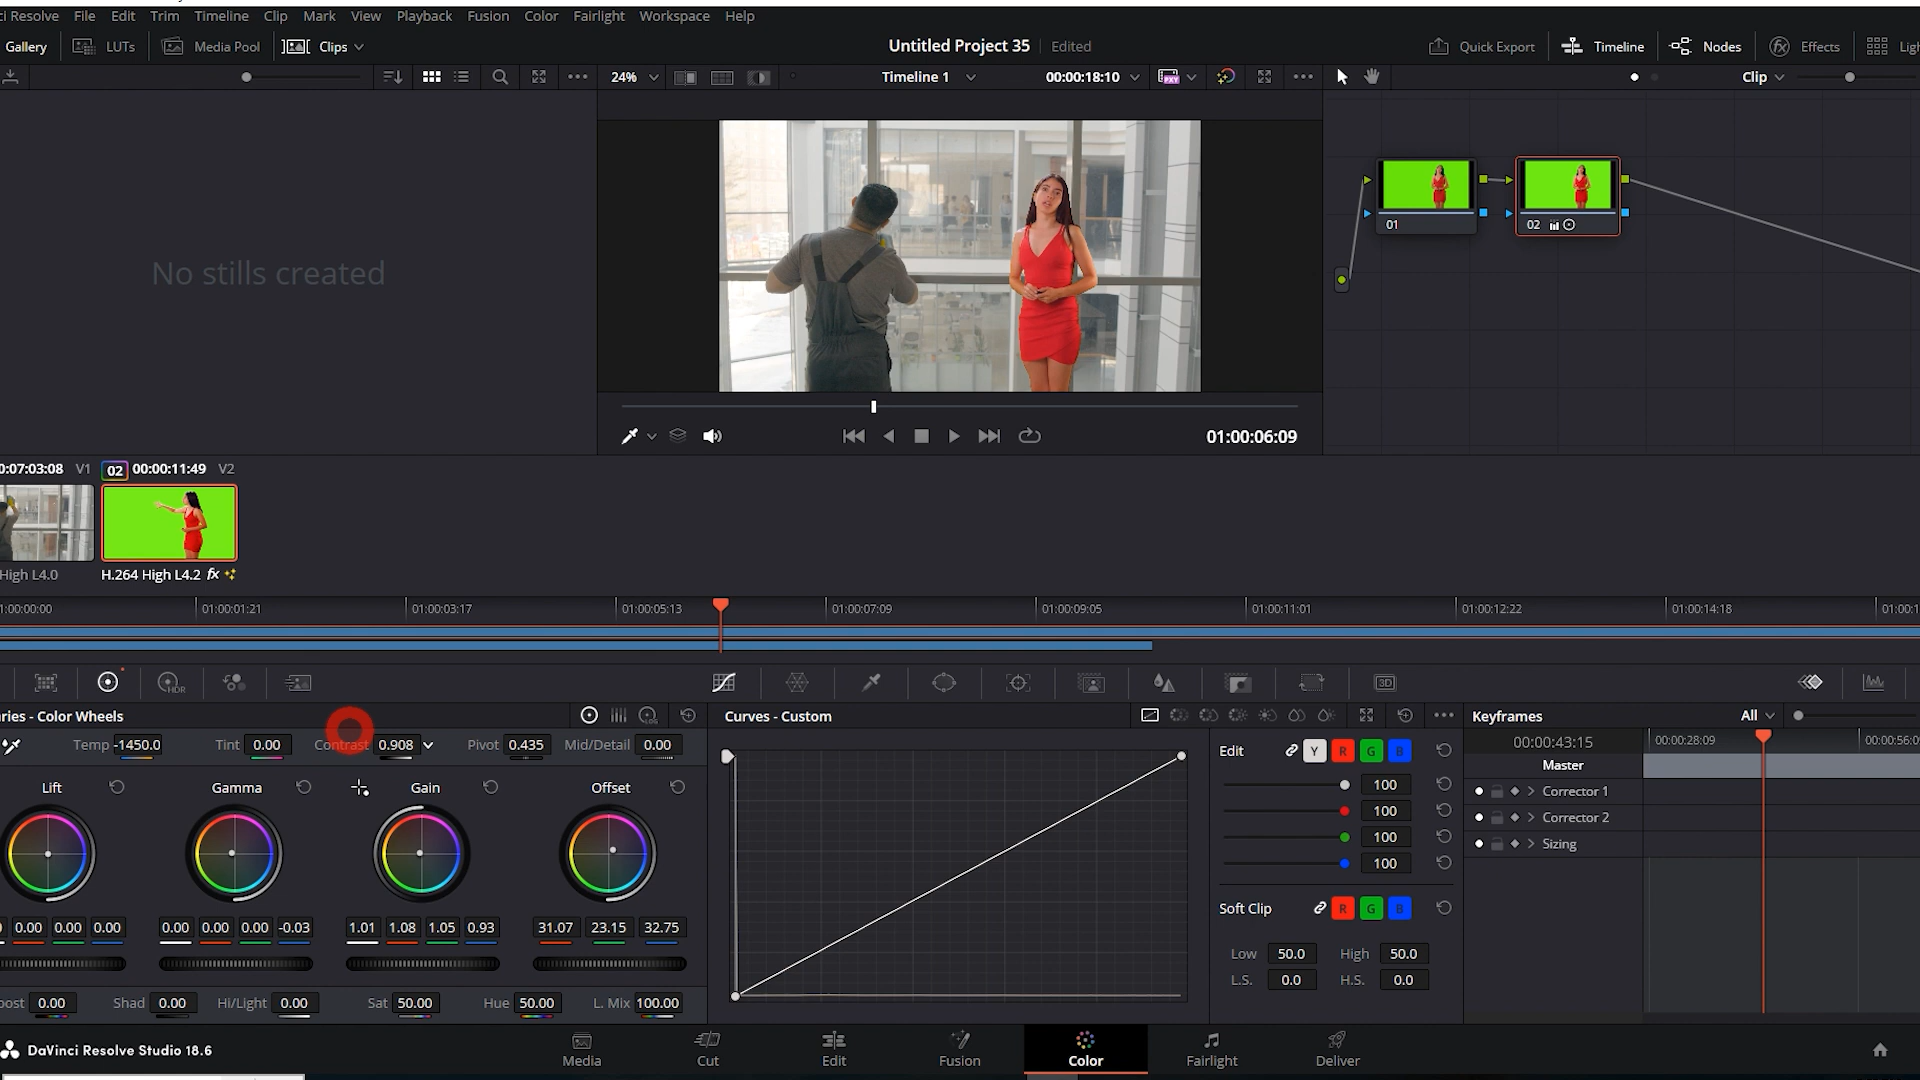 ci Resolve File Edit Trim Timeline Clip Mark View Playback Fusion Color Fairlight Workspace Help
Gallery LUTs Media Pool Clips Untitled Project 35 Edited Quick Export Timeline Nodes Effects Ligh
24% Timeline 1 00:00:18:10 Clip
No stills created
01 02
01:00:06:09
0:07:03:08 V1 02 00:00:11:49 V2
High L4.0 H.264 High L4.2 fx
1:00:00:00 01:00:01:21 01:00:03:17 01:00:05:13 01:00:07:09 01:00:09:05 01:00:11:01 01:00:12:22 01:00:14:18 01:00:1
HDR 3D
ries - Color Wheels Curves - Custom Keyframes All
Temp -1450.0 Tint 0.00 Contrast 0.908 Pivot 0.435 Mid/Detail 0.00 Edit Y R G B 00:00:43:15 00:00:28:09 00:00:56:0
Master
Lift Gamma Gain Offset 100 Corrector 1
100 Corrector 2
100 Sizing
100
Soft Clip R G B
0.00 0.00 0.00 0.00 0.00 0.00 -0.03 1.01 1.08 1.05 0.93 31.07 23.15 32.75
Low 50.0 High 50.0
L.S. 0.0 H.S. 0.0
oost 0.00 Shad 0.00 Hi/Light 0.00 Sat 50.00 Hue 50.00 L. Mix 100.00
DaVinci Resolve Studio 18.6 Media Cut Edit Fusion Color Fairlight Deliver